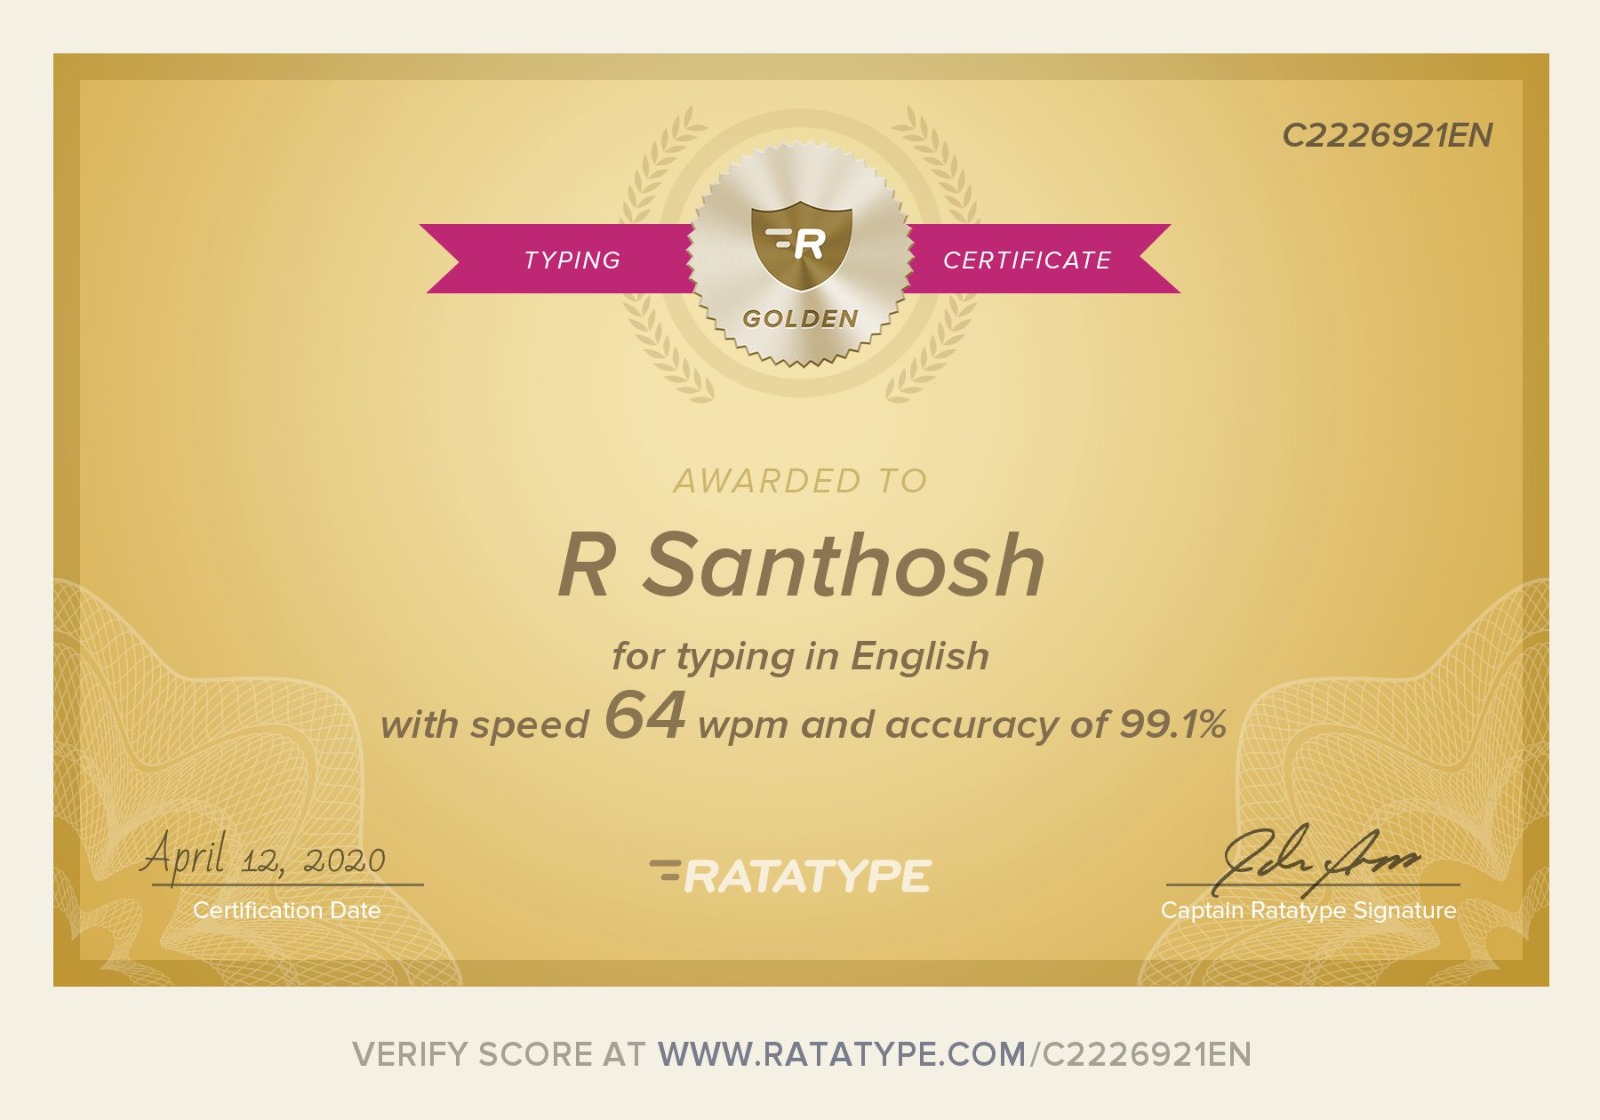 C2226921EN
TYPING
CERTIFICATE
R
GOLDEN
AWARDED TO
R Santhosh
for typing in English
with speed 64 wpm and accuracy of 99.1%
April 12, 2020
Certification Date
RATATYPE
Captain Ratatype Signature
VERIFY SCORE AT WWW.RATATYPE.COM/C2226921EN